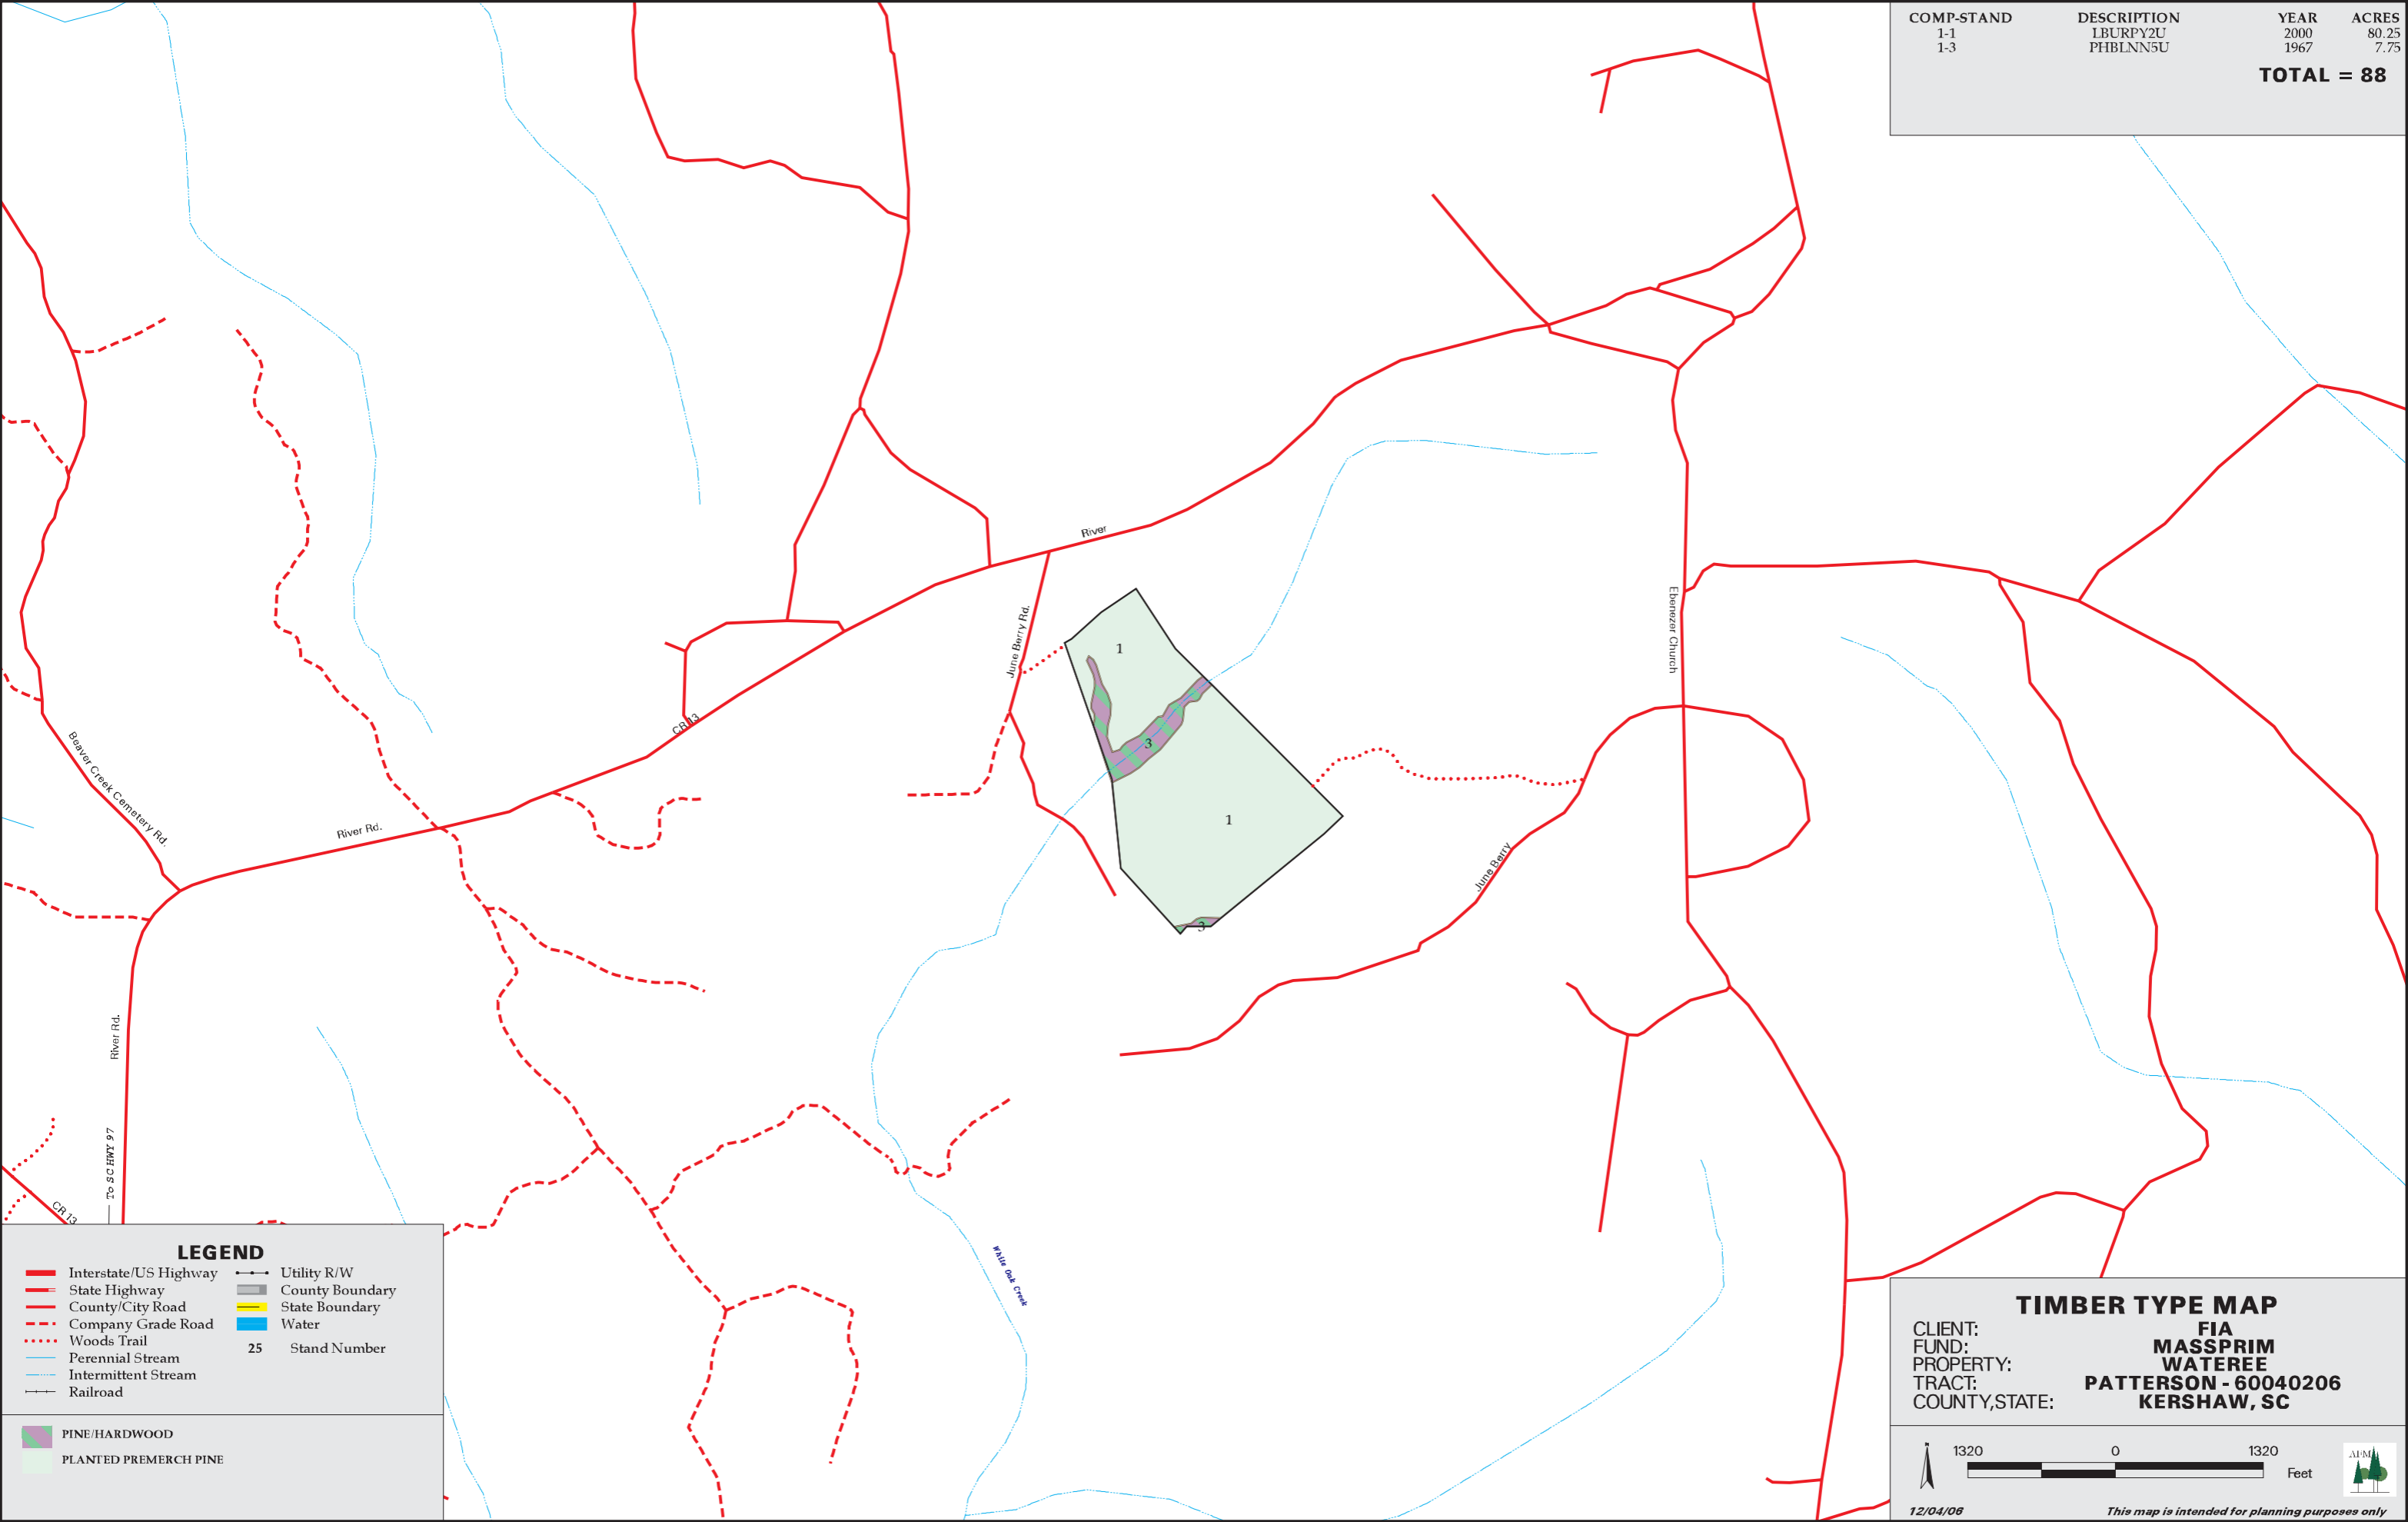 COMP-STAND DESCRIPTION YEAR ACRES
1-1 LBURPY2U 2000 80.25
1-3 PHBLNN5U 1967 7.75
TOTAL = 88
River
June Berry Rd.
Ebenezer Church
1
3
CR 13
Beaver Creek Cemetery Rd.
River Rd.
1
June Berry
3
River Rd.
To SC HWY 97
CR 13
White Oak Creek
LEGEND
Interstate/US Highway
State Highway
County/City Road
Company Grade Road
Woods Trail
Perennial Stream
Intermittent Stream
Railroad
Utility R/W
County Boundary
State Boundary
Water
25 Stand Number
PINE/HARDWOOD
PLANTED PREMERCH PINE
TIMBER TYPE MAP
CLIENT: FIA
FUND: MASSPRIM
PROPERTY: WATEREE
TRACT: PATTERSON - 60040206
COUNTY,STATE: KERSHAW, SC
1320 0 1320
Feet
12/04/06
This map is intended for planning purposes only